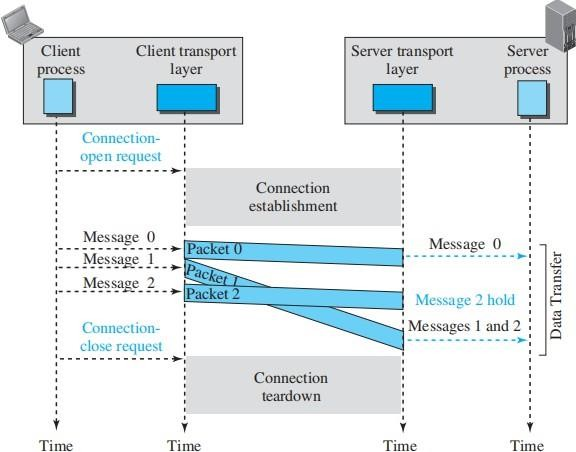 Client
process
Client transport
layer
Server transport
layer
Server
process
Connection-
open request
Connection
establishment
Message 0
Message 1
Message 2
Packet 0
Packet 1
Packet 2
Message 0
Message 2 hold
Messages 1 and 2
Data Transfer
Connection-
close request
Connection
teardown
Time
Time
Time
Time